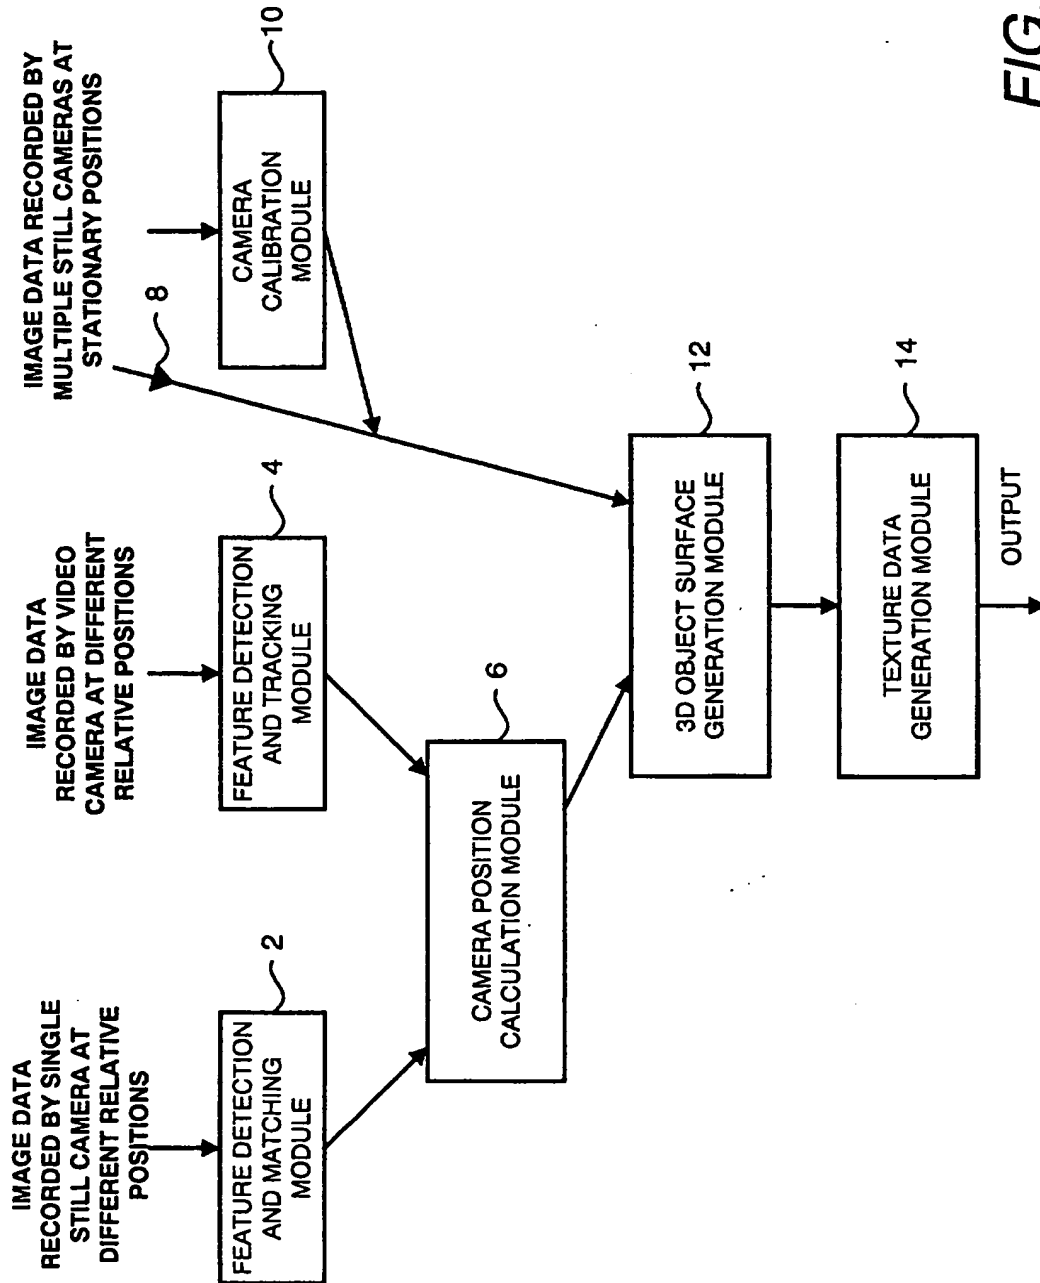 IMAGE DATA
RECORDED BY SINGLE
STILL CAMERA AT
DIFFERENT RELATIVE
POSITIONS
FEATURE DETECTION
AND MATCHING
MODULE
2
IMAGE DATA
RECORDED BY VIDEO
CAMERA AT DIFFERENT
RELATIVE POSITIONS
FEATURE DETECTION
AND TRACKING
MODULE
4
IMAGE DATA RECORDED BY
MULTIPLE STILL CAMERAS AT
STATIONARY POSITIONS
8
CAMERA
CALIBRATION
MODULE
10
CAMERA POSITION
CALCULATION MODULE
6
3D OBJECT SURFACE
GENERATION MODULE
12
TEXTURE DATA
GENERATION MODULE
14
OUTPUT
FIG.